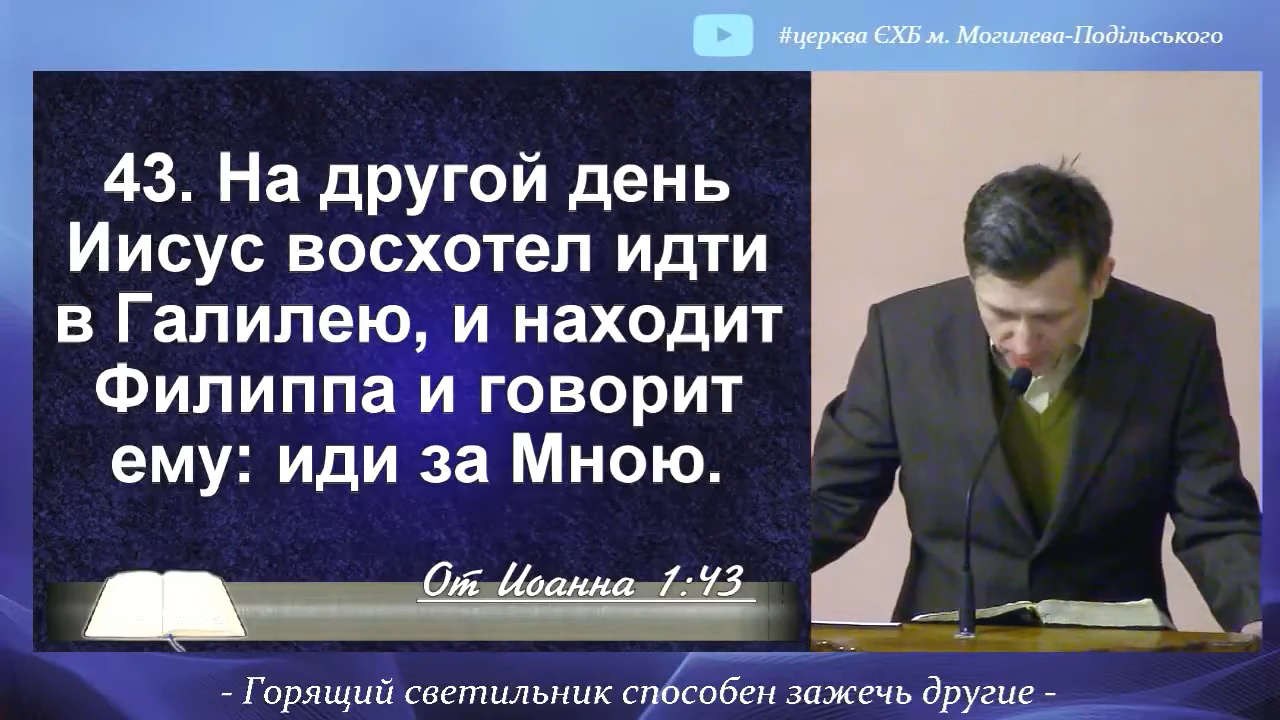 #церква ЄХБ м. Могилева-Подільського
43. На другой день
Иисус восхотел идти
в Галилею, и находит
Филиппа и говорит
ему: иди за Мною.
От Иоанна 1:43
- Горящий светильник способен зажечь другие -